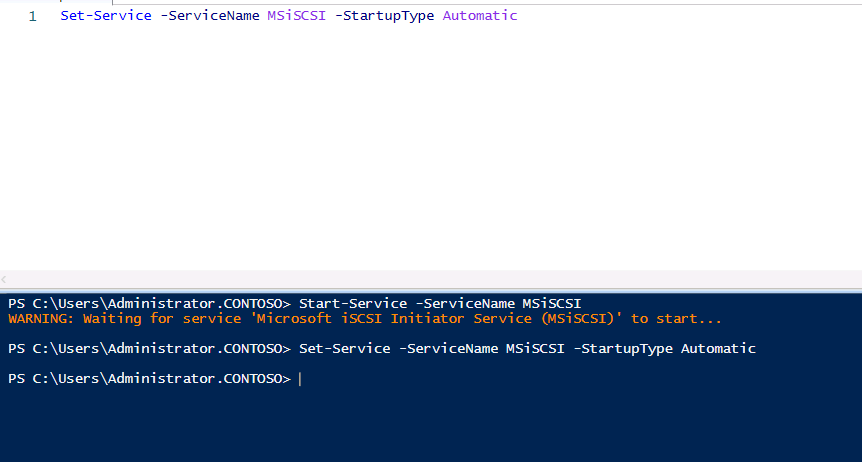 1 Set-Service -ServiceName MSiSCSI -StartupType Automatic
PS C:\Users\Administrator.CONTOSO> Start-Service -ServiceName MSiSCSI
WARNING: Waiting for service 'Microsoft iSCSI Initiator Service (MSiSCSI)' to start...
PS C:\Users\Administrator.CONTOSO> Set-Service -ServiceName MSiSCSI -StartupType Automatic
PS C:\Users\Administrator.CONTOSO>